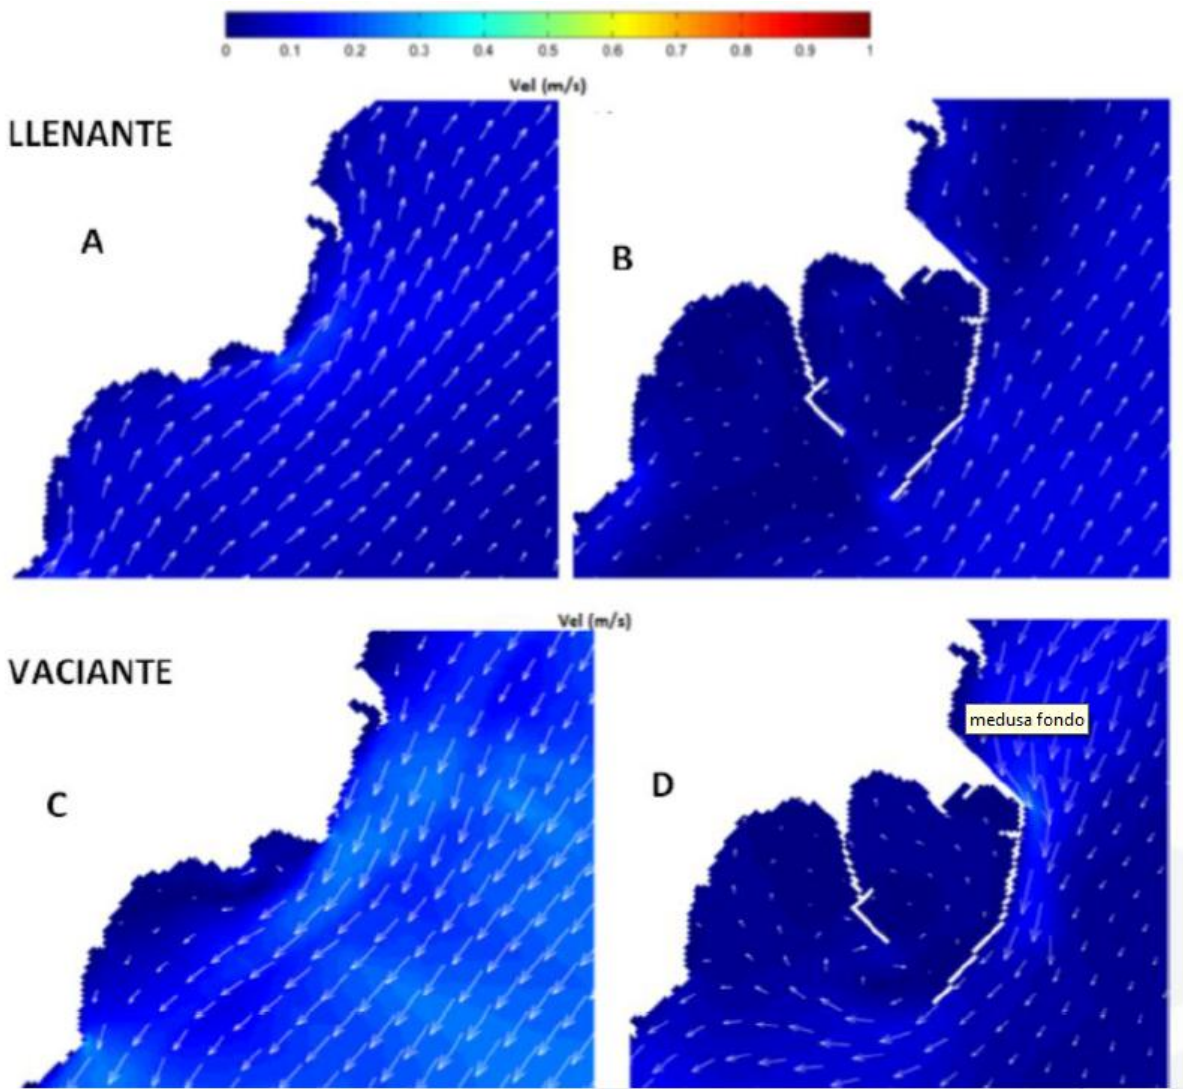 0 0.1 0.2 0.3 0.4 0.5 0.6 0.7 0.8 0.9 1
Vel (m/s)
LLENANTE
A
B
Vel (m/s)
VACIANTE
medusa fondo
C
D